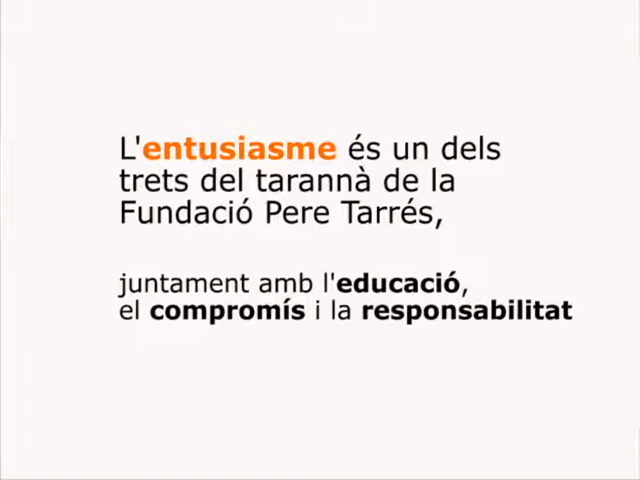 L'entusiasme és un dels
trets del tarannà de la
Fundació Pere Tarrés,
juntament amb l'educació,
el compromís i la responsabilitat